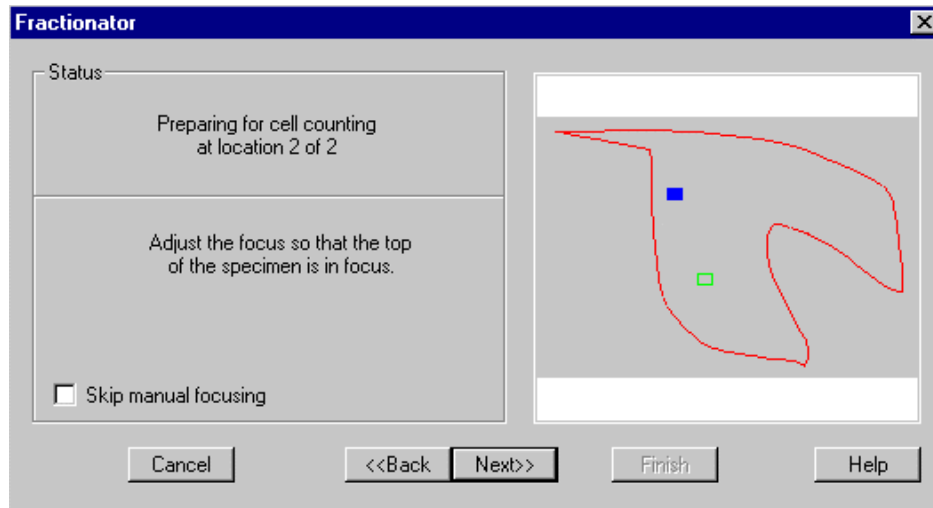 Fractionator
Status
Preparing for cell counting
at location 2 of 2
Adjust the focus so that the top
of the specimen is in focus.
Skip manual focusing
Cancel
<<Back
Next>>
Finish
Help